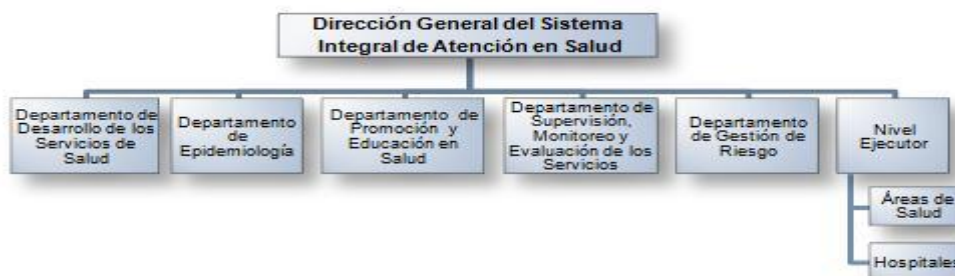 Dirección General del Sistema
Integral de Atención en Salud
Departamento de
Desarrollo de los
Servicios de
Salud
Departamento
de
Epidemiología
Departamento de
Promoción y
Educación en
Salud
Departamento de
Supervisión,
Monitoreo y
Evaluación de los
Servicios
Departamento
de Gestión de
Riesgo
Nivel
Ejecutor
Áreas de
Salud
Hospitales